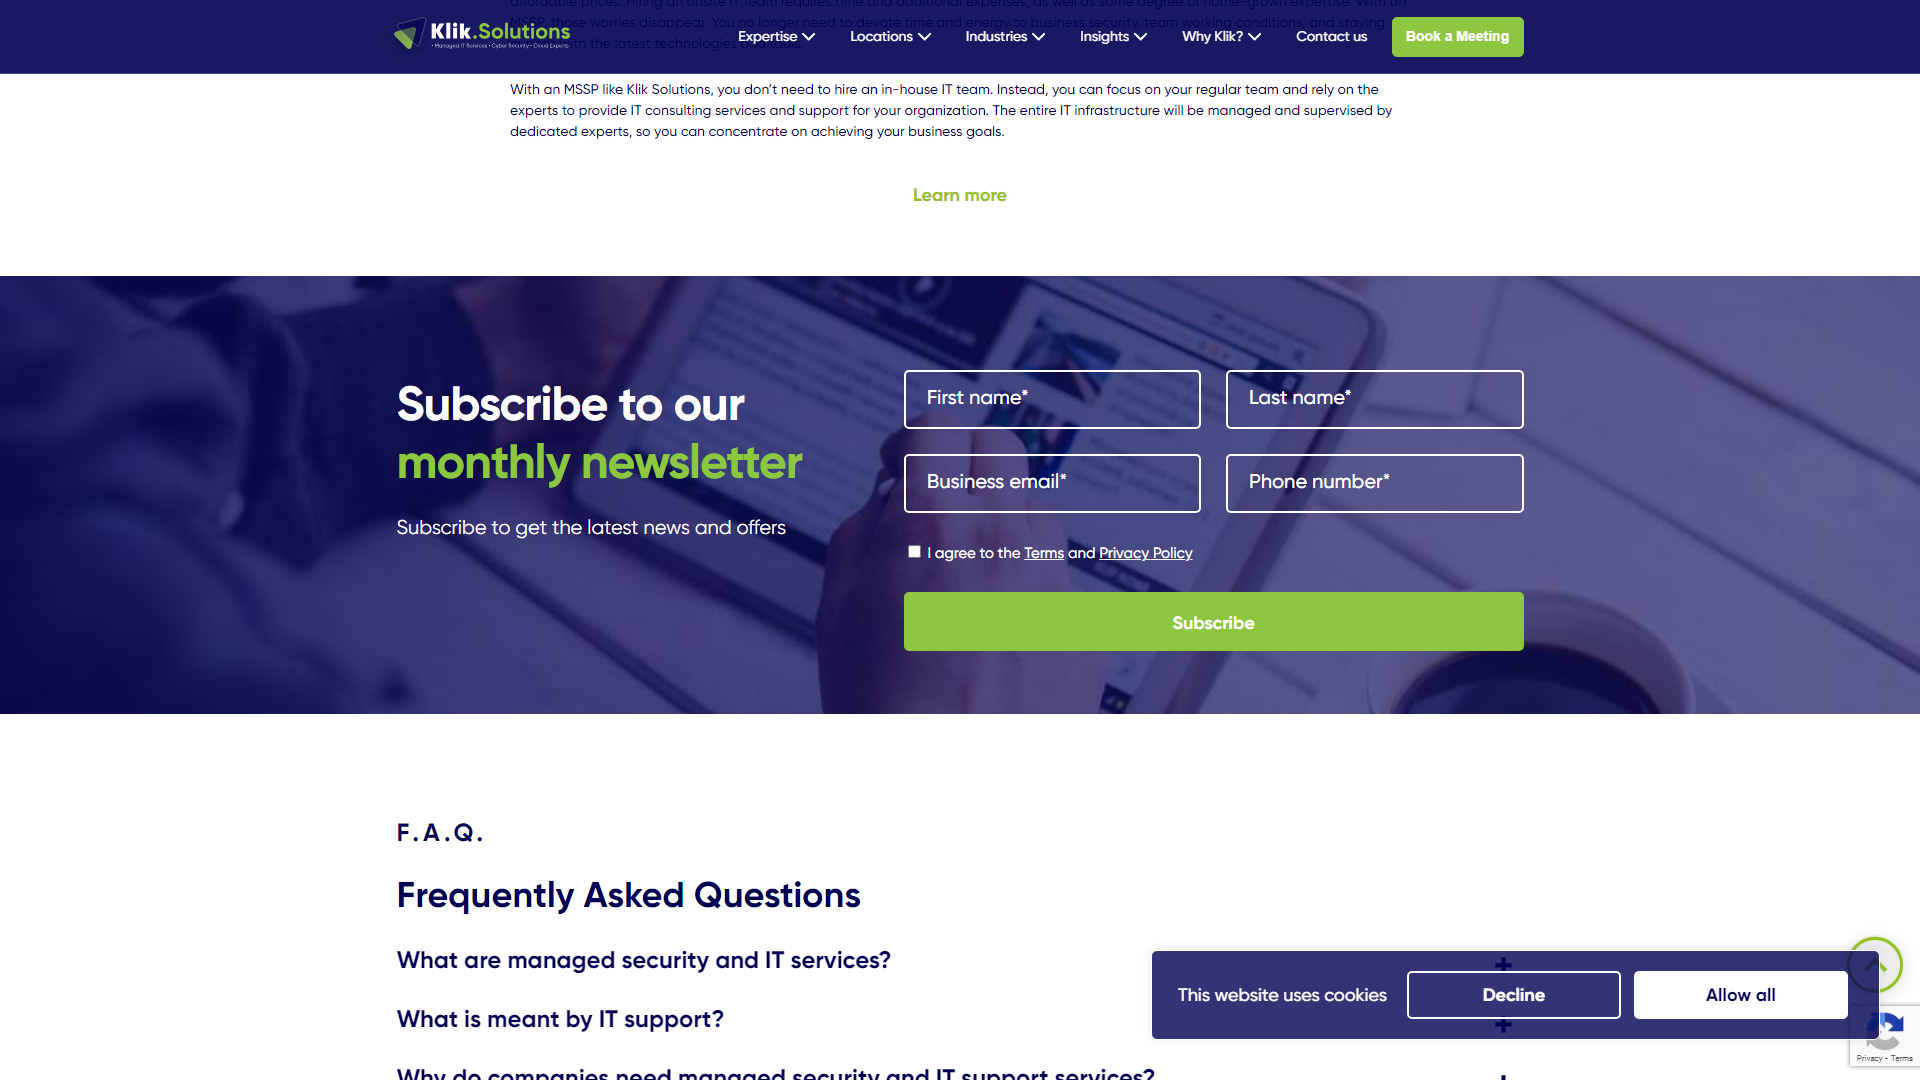 affordable prices. Hiring an onsite IT team requires time and additional expenses, as well as some degree of home-grown expertise. With an
MSSP, those worries disappear. You no longer need to devote time and energy to business security, team working conditions, and staying
with the latest technologies and tools.
Klik.Solutions
• Managed IT Services • Cyber Security • Cloud Experts
Expertise
Locations
Industries
Insights
Why Klik?
Contact us
Book a Meeting
With an MSSP like Klik Solutions, you don’t need to hire an in-house IT team. Instead, you can focus on your regular team and rely on the
experts to provide IT consulting services and support for your organization. The entire IT infrastructure will be managed and supervised by
dedicated experts, so you can concentrate on achieving your business goals.
Learn more
Subscribe to our
monthly newsletter
Subscribe to get the latest news and offers
First name*
Last name*
Business email*
Phone number*
I agree to the Terms and Privacy Policy
Subscribe
F.A.Q.
Frequently Asked Questions
What are managed security and IT services?
What is meant by IT support?
Why do companies need managed security and IT support services?
This website uses cookies
Decline
Allow all
Privacy - Terms